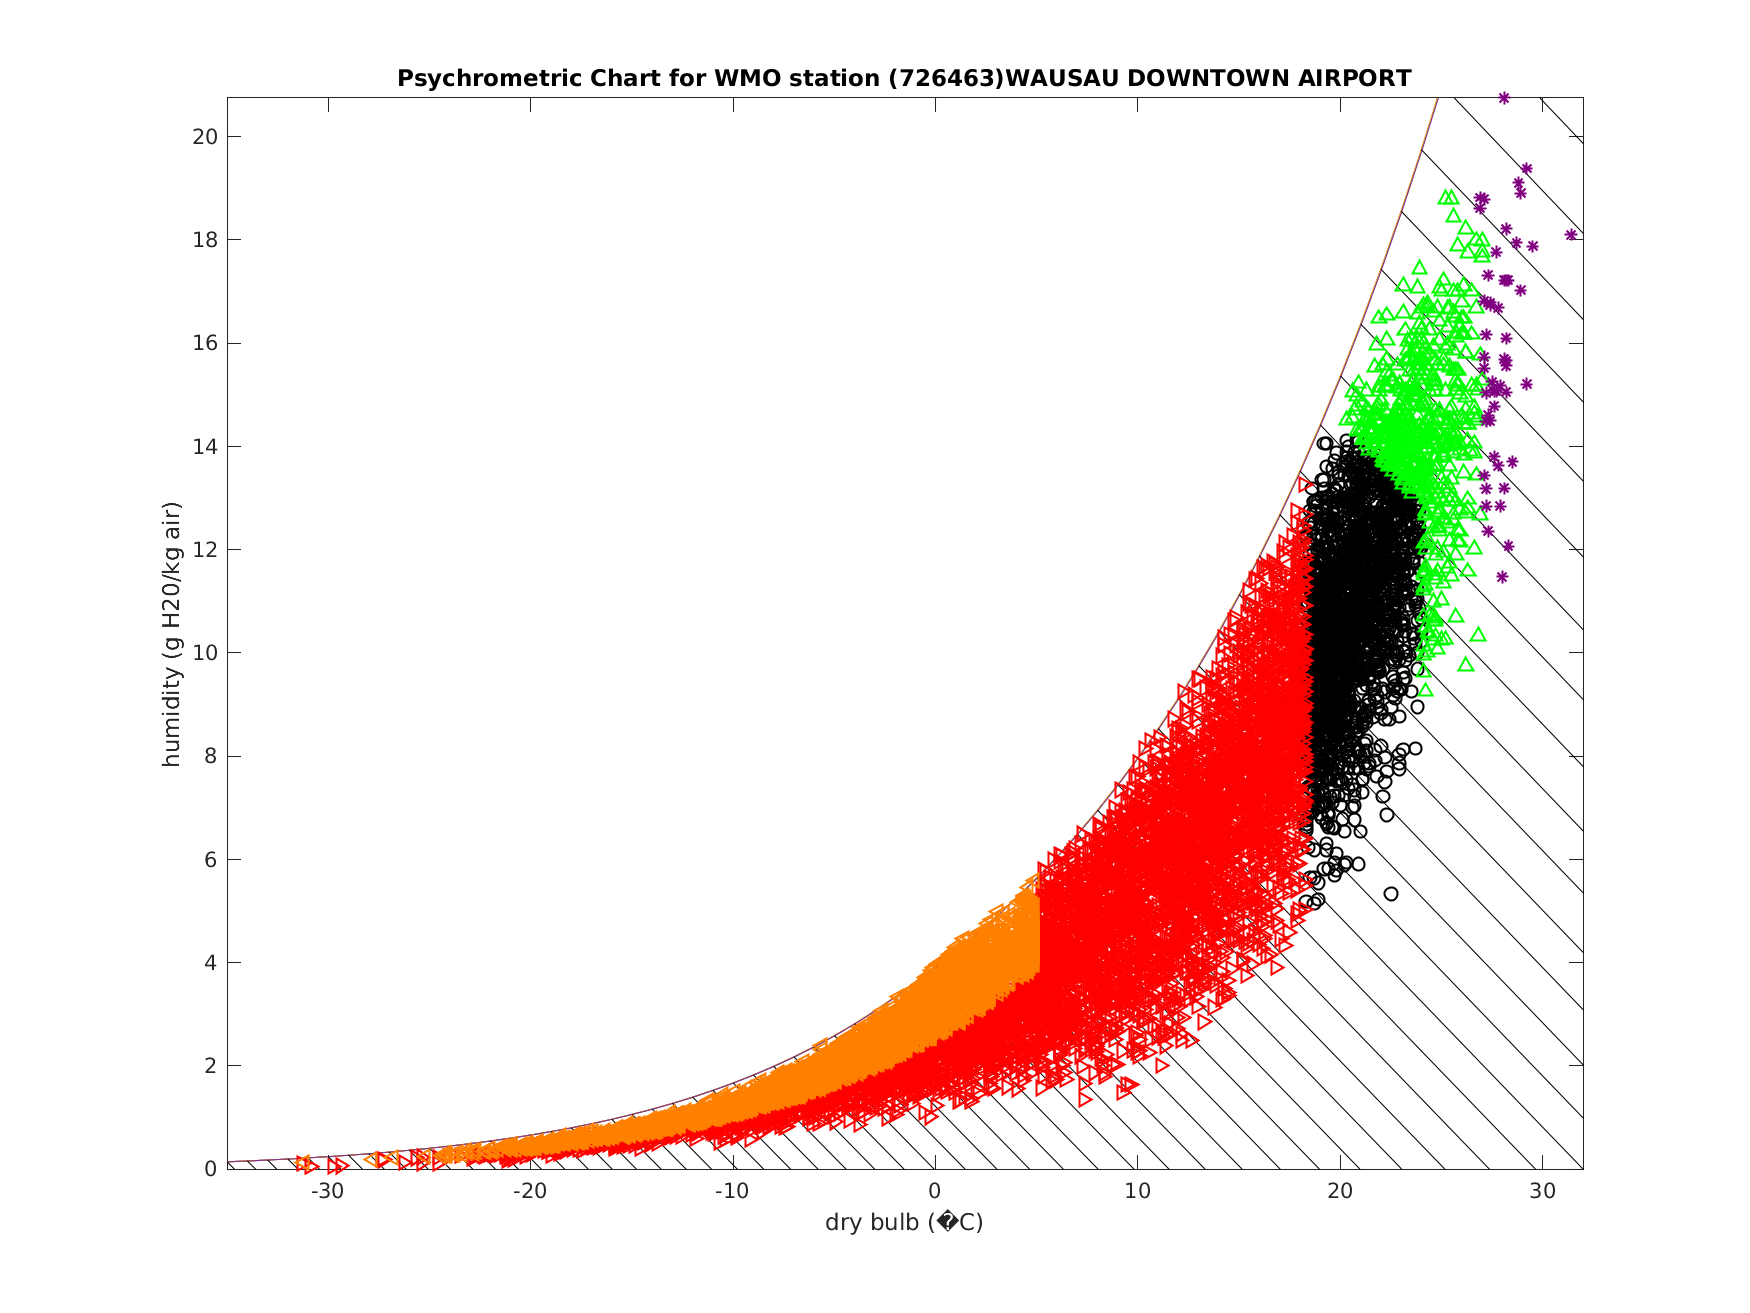 Psychrometric Chart for WMO station (726463)WAUSAU DOWNTOWN AIRPORT
humidity (g H20/kg air)
20
18
16
14
12
10
8
6
4
2
0
-30 -20 -10 0 10 20 30
dry bulb (�C)